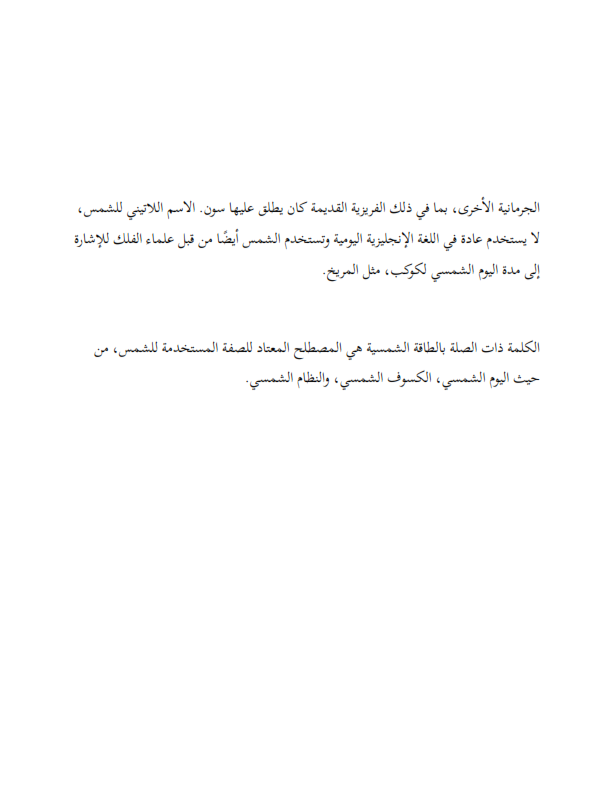 الجرمانية الأخرى، بما في ذلك الفريزية القديمة كان يطلق عليها سون. الاسم اللاتيني للشمس،
لا يستخدم عادة في اللغة الإنجليزية اليومية وتستخدم الشمس أيضًا من قبل علماء الفلك للإشارة
إلى مدة اليوم الشمسي لكوكب، مثل المريخ.
الكلمة ذات الصلة بالطاقة الشمسية هي المصطلح المعتاد للصفة المستخدمة للشمس، من
حيث اليوم الشمسي، الكسوف الشمسي، والنظام الشمسي.